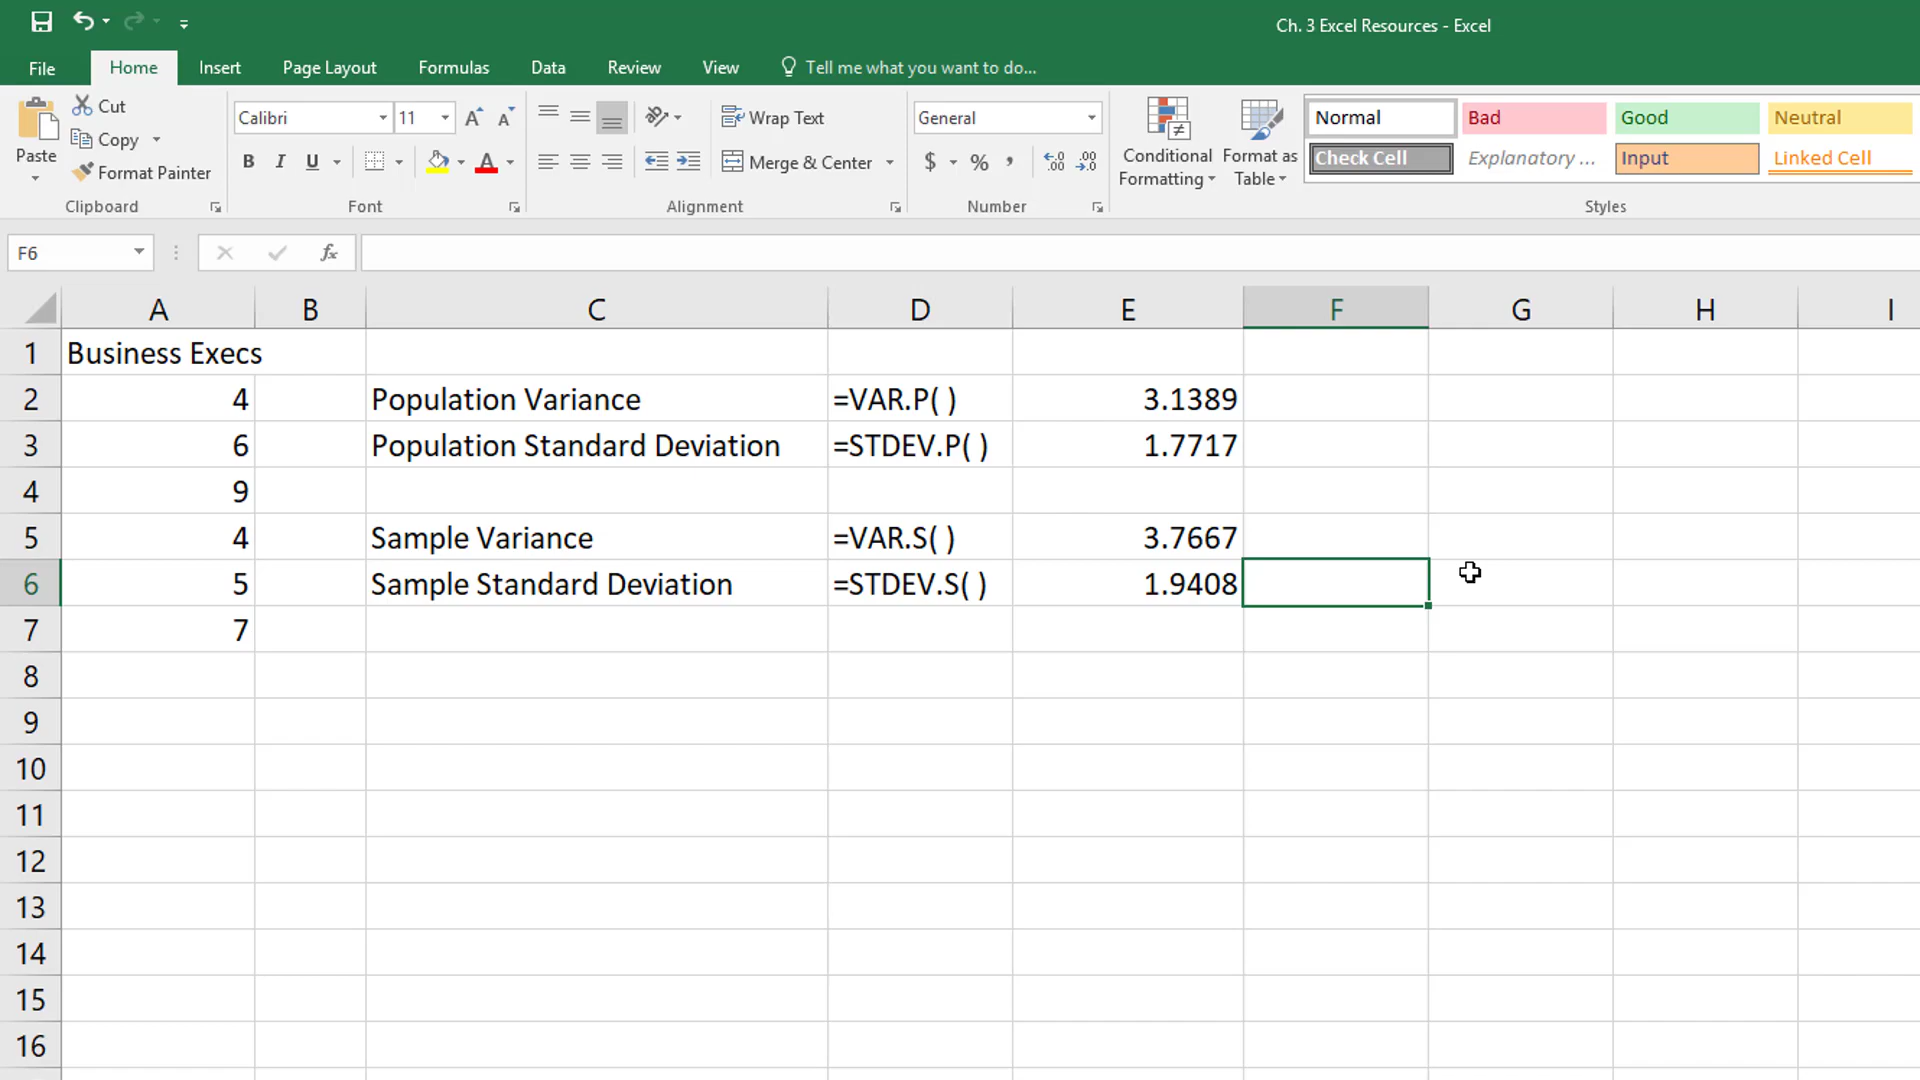 Ch. 3 Excel Resources - Excel
File Home Insert Page Layout Formulas Data Review View Tell me what you want to do...
Paste
Cut
Copy
Format Painter
Clipboard
Calibri 11 A A
B I U A
Font
Wrap Text
Merge & Center
Alignment
General
$ % , .0 .00 .00 .0
Number
Conditional Formatting
Format as Table
Normal Bad Good Neutral
Check Cell Explanatory ... Input Linked Cell
Styles
F6 fx
A B C D E F G H I
1 Business Execs
2 4 Population Variance =VAR.P( ) 3.1389
3 6 Population Standard Deviation =STDEV.P( ) 1.7717
4 9
5 4 Sample Variance =VAR.S( ) 3.7667
6 5 Sample Standard Deviation =STDEV.S( ) 1.9408
7 7
8
9
10
11
12
13
14
15
16